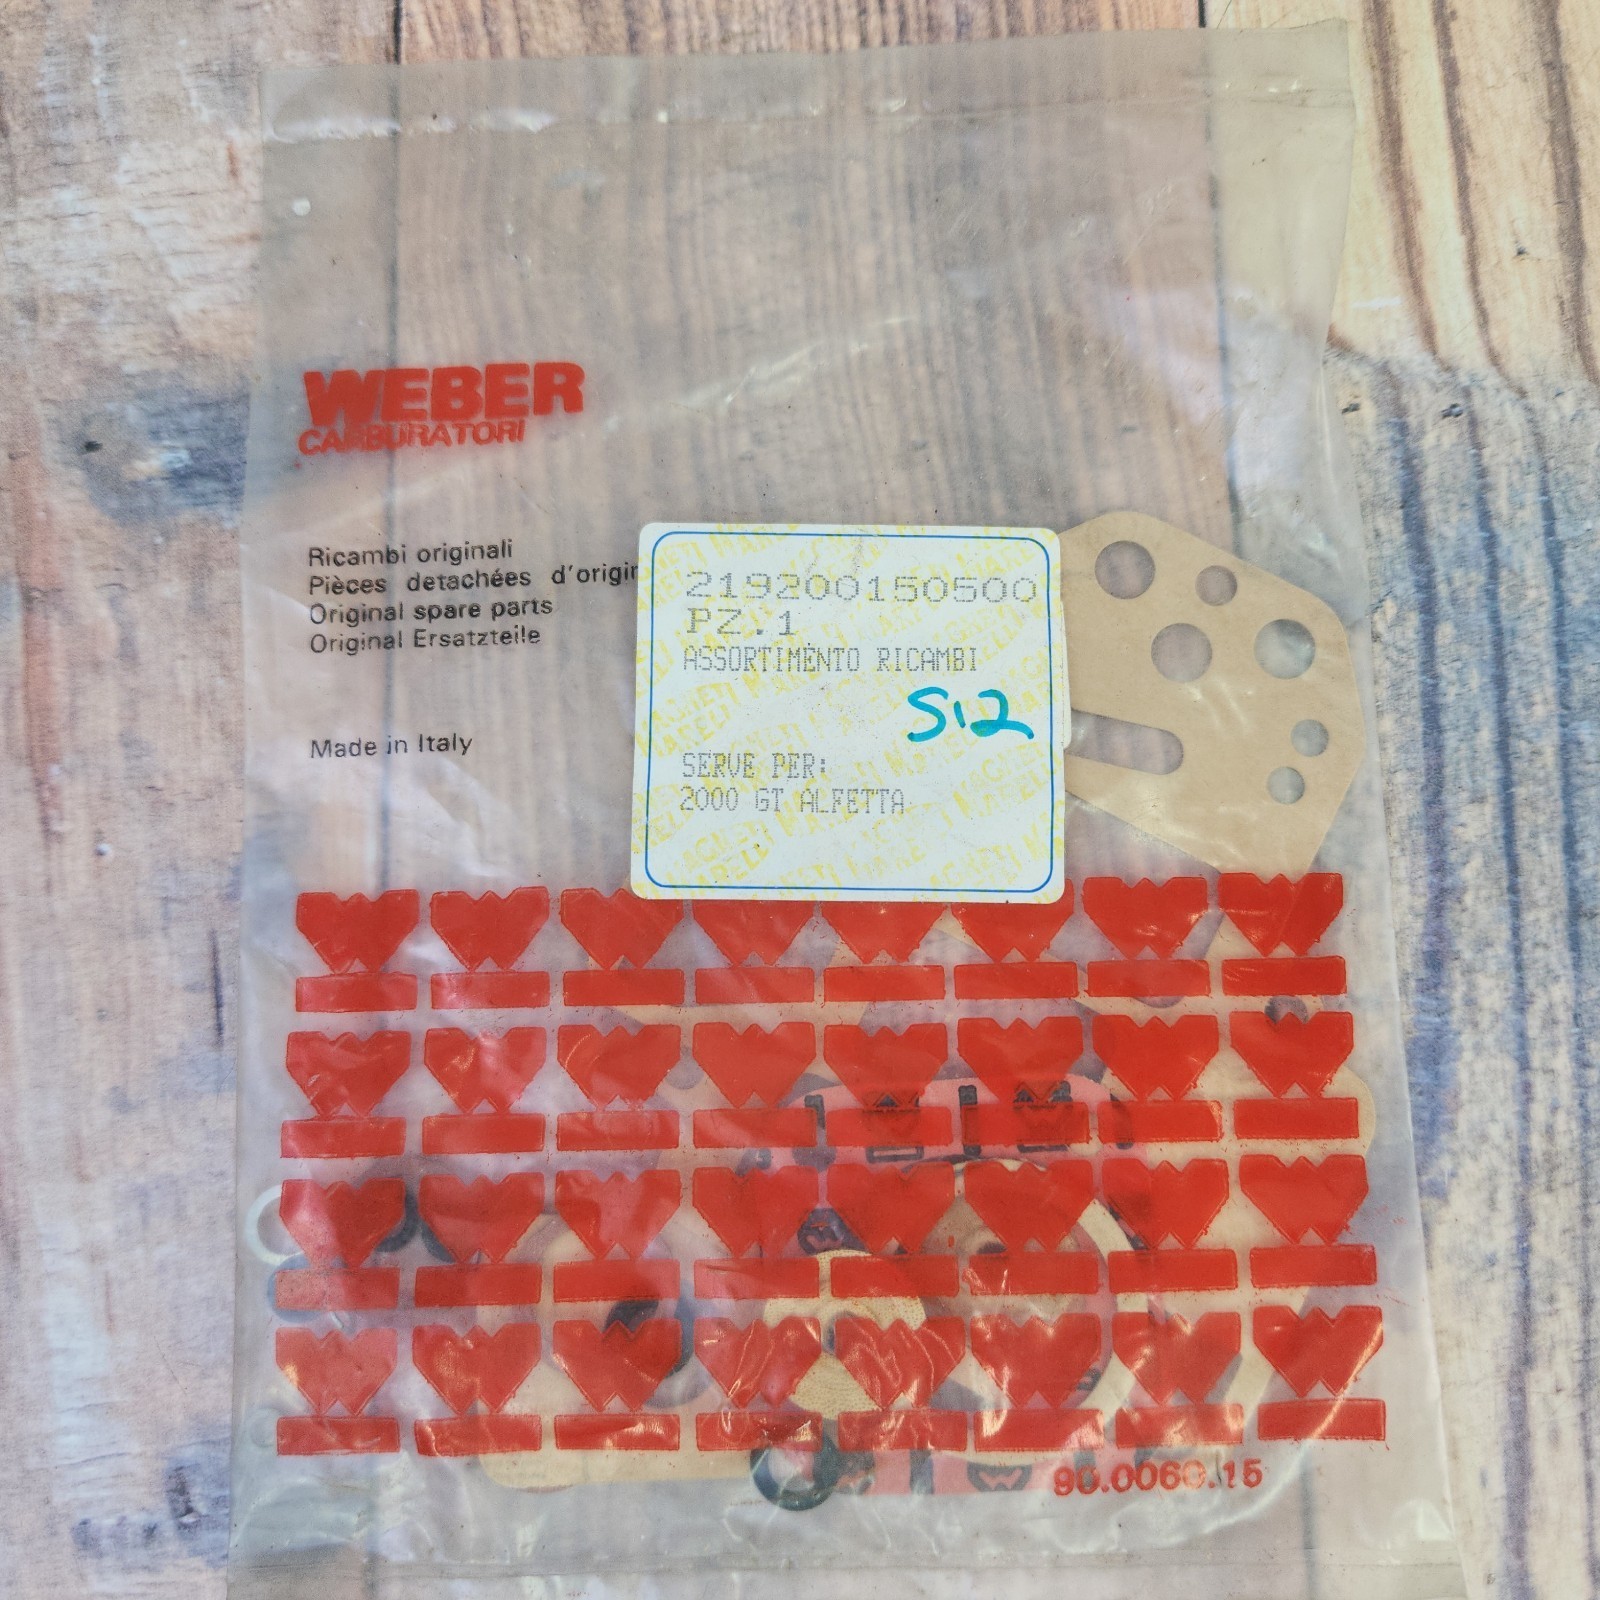 WEBER
CARBURATORI
Ricambi originali
Pièces detachées d'origin
Original spare parts
Original Ersatzteile
Made in Italy
219200150500
PZ.1
ASSORTIMENTO RICAMBI
S12
SERVE PER:
2000 GT ALFETTA
90.0060.15